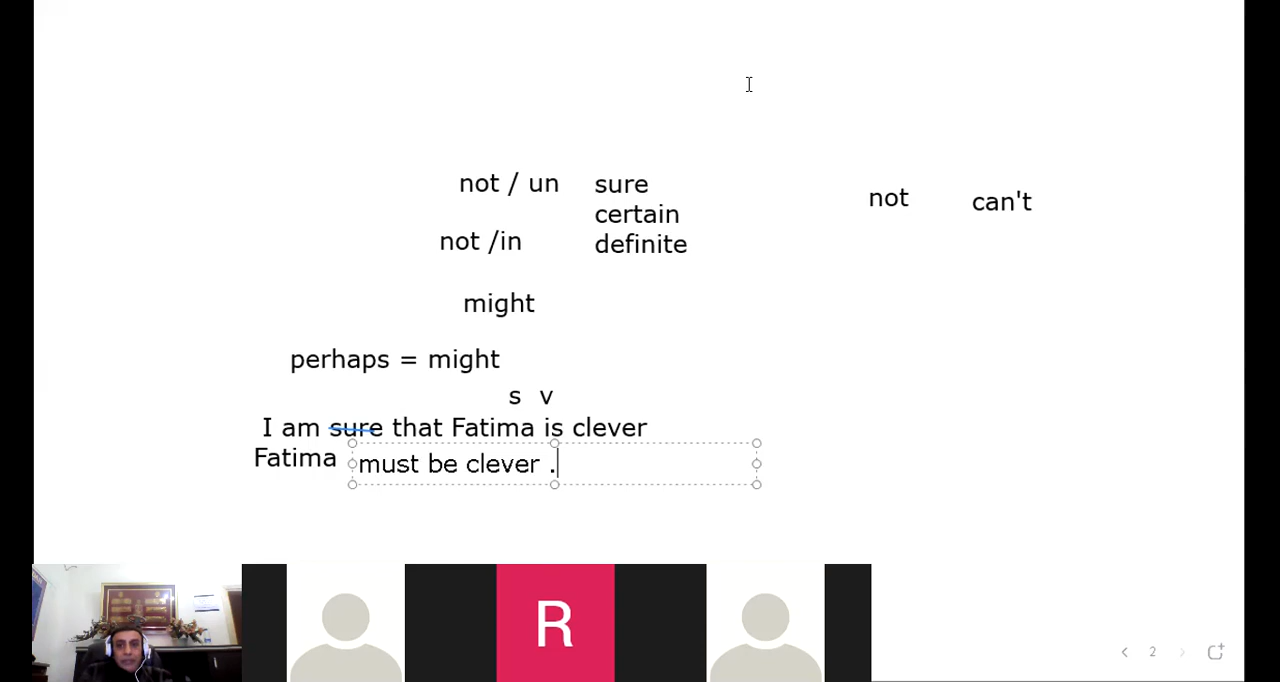 not / un sure
certain
not can't
not /in
definite
might
perhaps = might
s v
I am sure that Fatima is clever
Fatima must be clever .
R
2